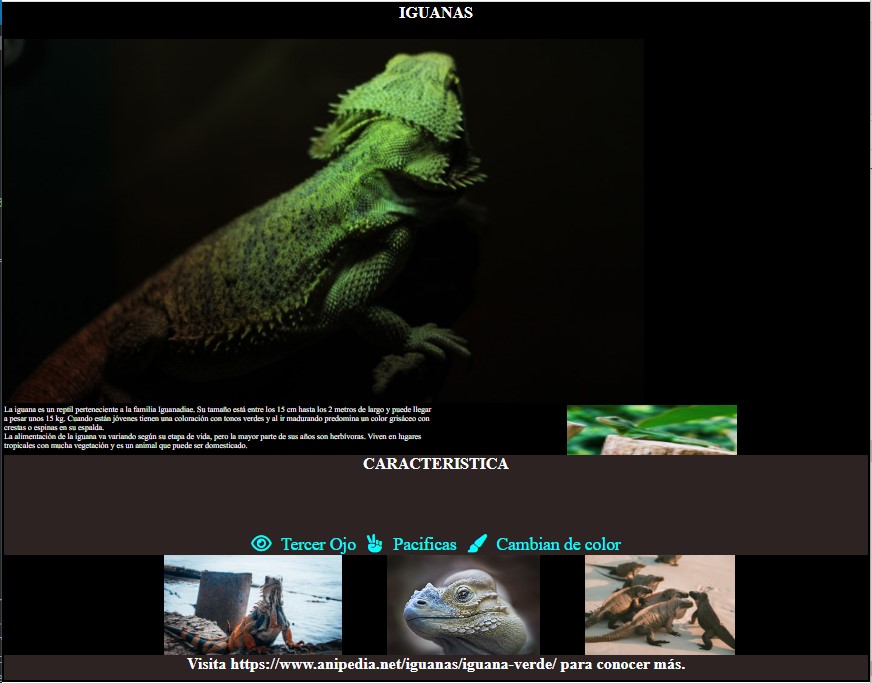 IGUANAS
La iguana es un reptil perteneciente a la familia Iguanadiae. Su tamaño está entre los 15 cm hasta los 2 metros de largo y puede llegar
a pesar unos 15 kg. Cuando están jóvenes tienen una coloración con tonos verdes y al ir madurando predomina un color grisáceo con
crestas o espinas en su espalda.
La alimentación de la iguana va variando según su etapa de vida, pero la mayor parte de sus años son herbívoras. Viven en lugares
tropicales con mucha vegetación y es un animal que puede ser domesticado.
CARACTERISTICA
Tercer Ojo Pacificas Cambian de color
Visita https://www.anipedia.net/iguanas/iguana-verde/ para conocer más.